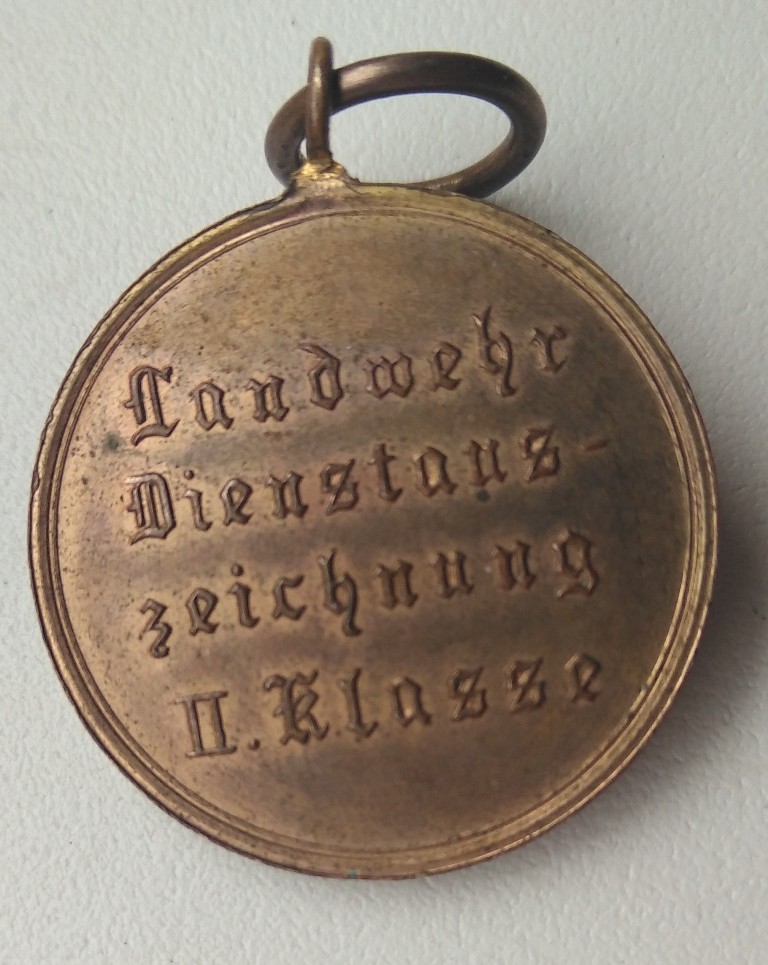 Landwehr
Dienstaus-
zeichnung
II. Klasse